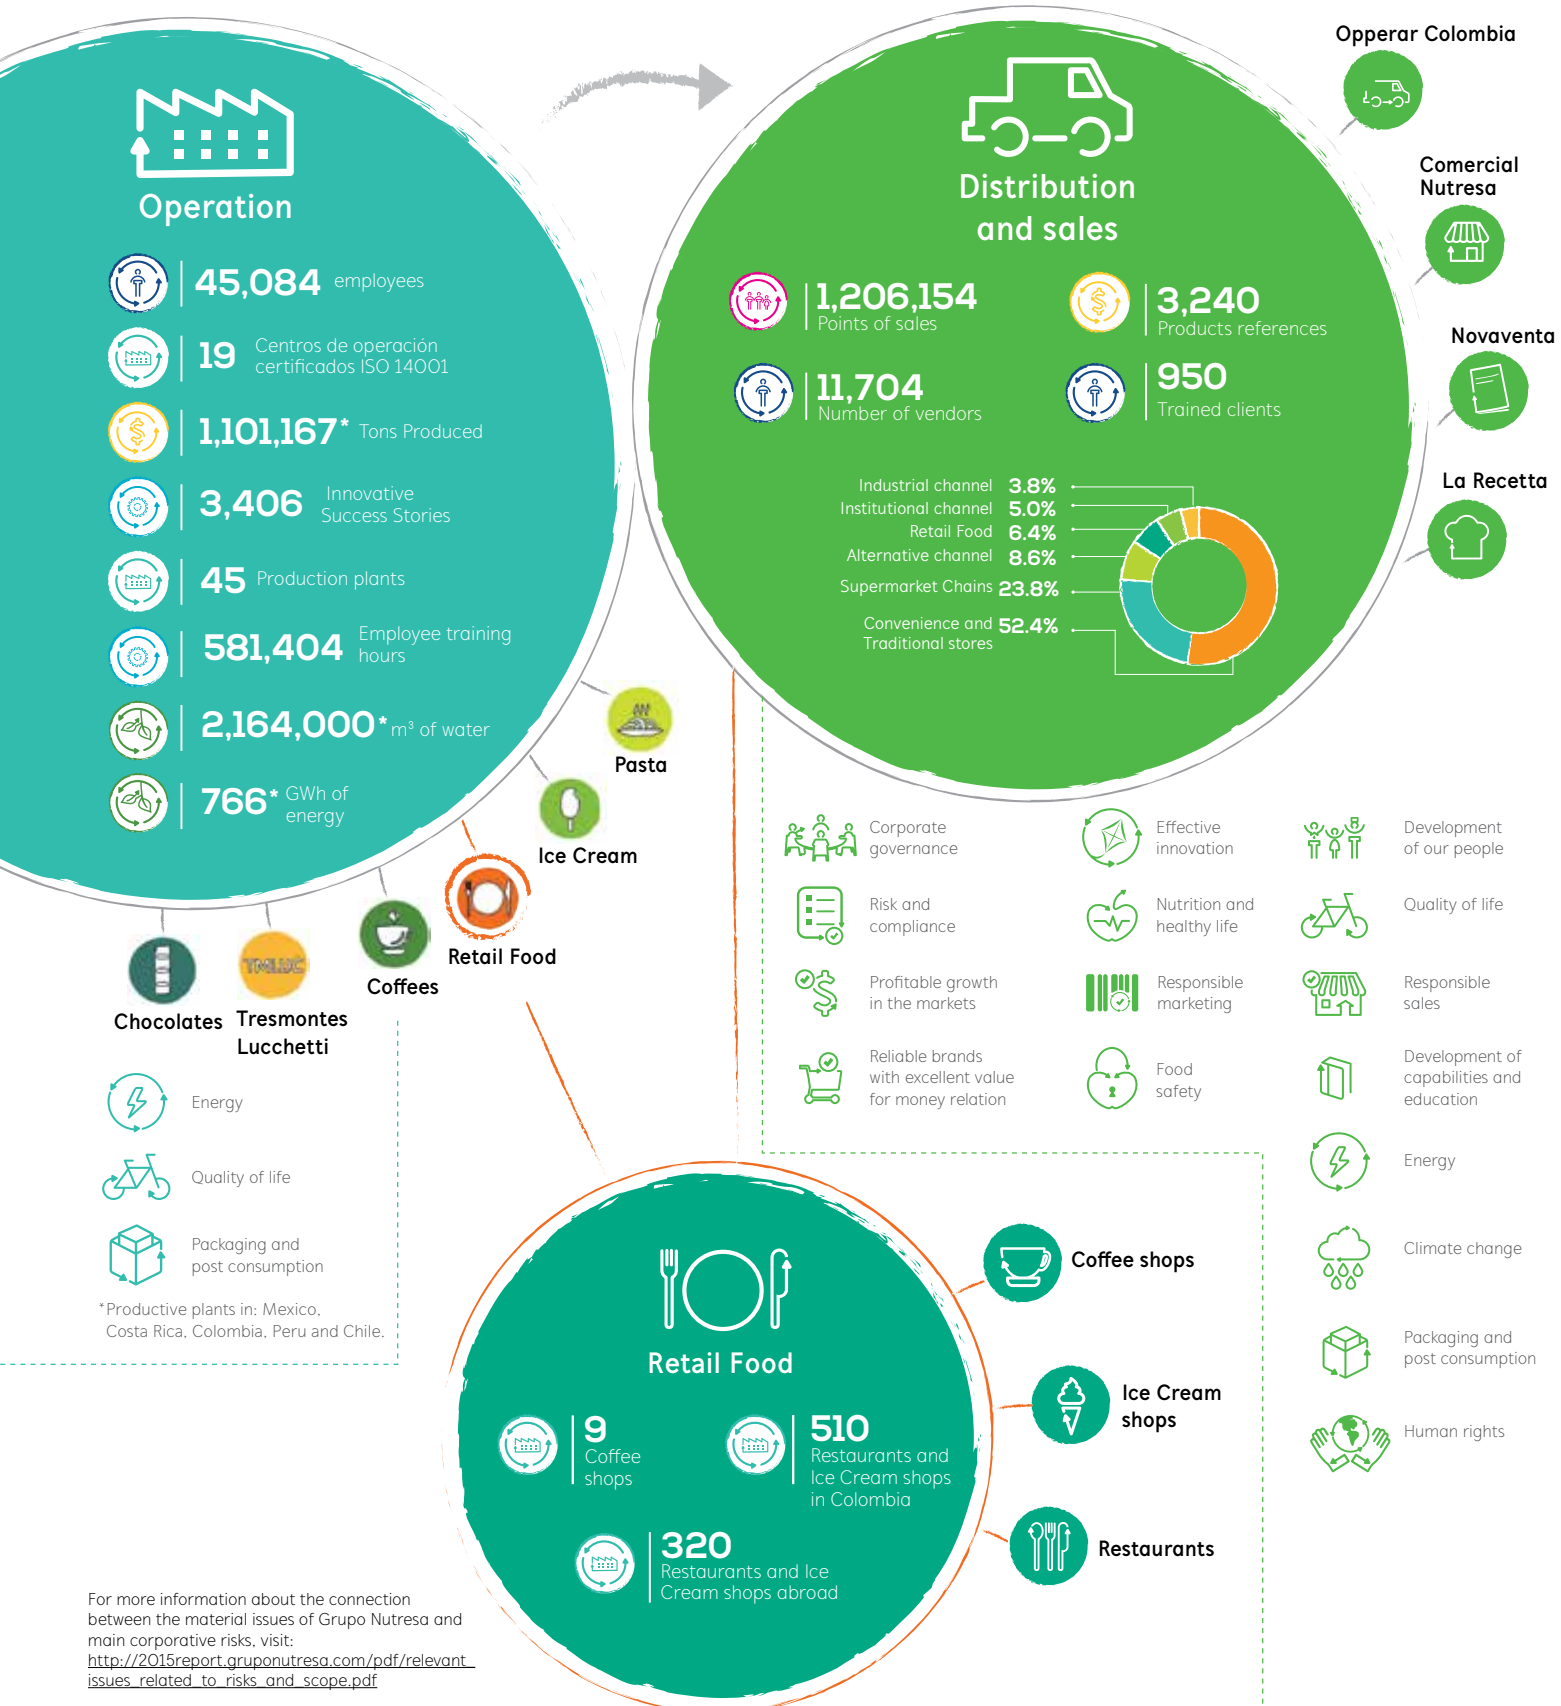 Operation
45,084 employees
19 Centros de operación
certificados ISO 14001
1,101,167* Tons Produced
3,406 Innovative
Success Stories
45 Production plants
581,404 Employee training
hours
2,164,000* m³ of water
766* GWh of
energy
Distribution
and sales
1,206,154
Points of sales
3,240
Products references
11,704
Number of vendors
950
Trained clients
Industrial channel 3.8%
Institutional channel 5.0%
Retail Food 6.4%
Alternative channel 8.6%
Supermarket Chains 23.8%
Convenience and 52.4%
Traditional stores
Opperar Colombia
Comercial
Nutresa
Novaventa
La Recetta
Pasta
Ice Cream
Retail Food
Coffees
TMLUC
Tresmontes
Lucchetti
Chocolates
Energy
Quality of life
Packaging and
post consumption
*Productive plants in: Mexico,
Costa Rica, Colombia, Peru and Chile.
Corporate
governance
Risk and
compliance
Profitable growth
in the markets
Reliable brands
with excellent value
for money relation
Effective
innovation
Nutrition and
healthy life
Responsible
marketing
Food
safety
Development
of our people
Quality of life
Responsible
sales
Development of
capabilities and
education
Energy
Climate change
Packaging and
post consumption
Human rights
Retail Food
9
Coffee
shops
510
Restaurants and
Ice Cream shops
in Colombia
320
Restaurants and Ice
Cream shops abroad
Coffee shops
Ice Cream
shops
Restaurants
For more information about the connection
between the material issues of Grupo Nutresa and
main corporative risks, visit:
http://2015report.gruponutresa.com/pdf/relevant_
issues_related_to_risks_and_scope.pdf